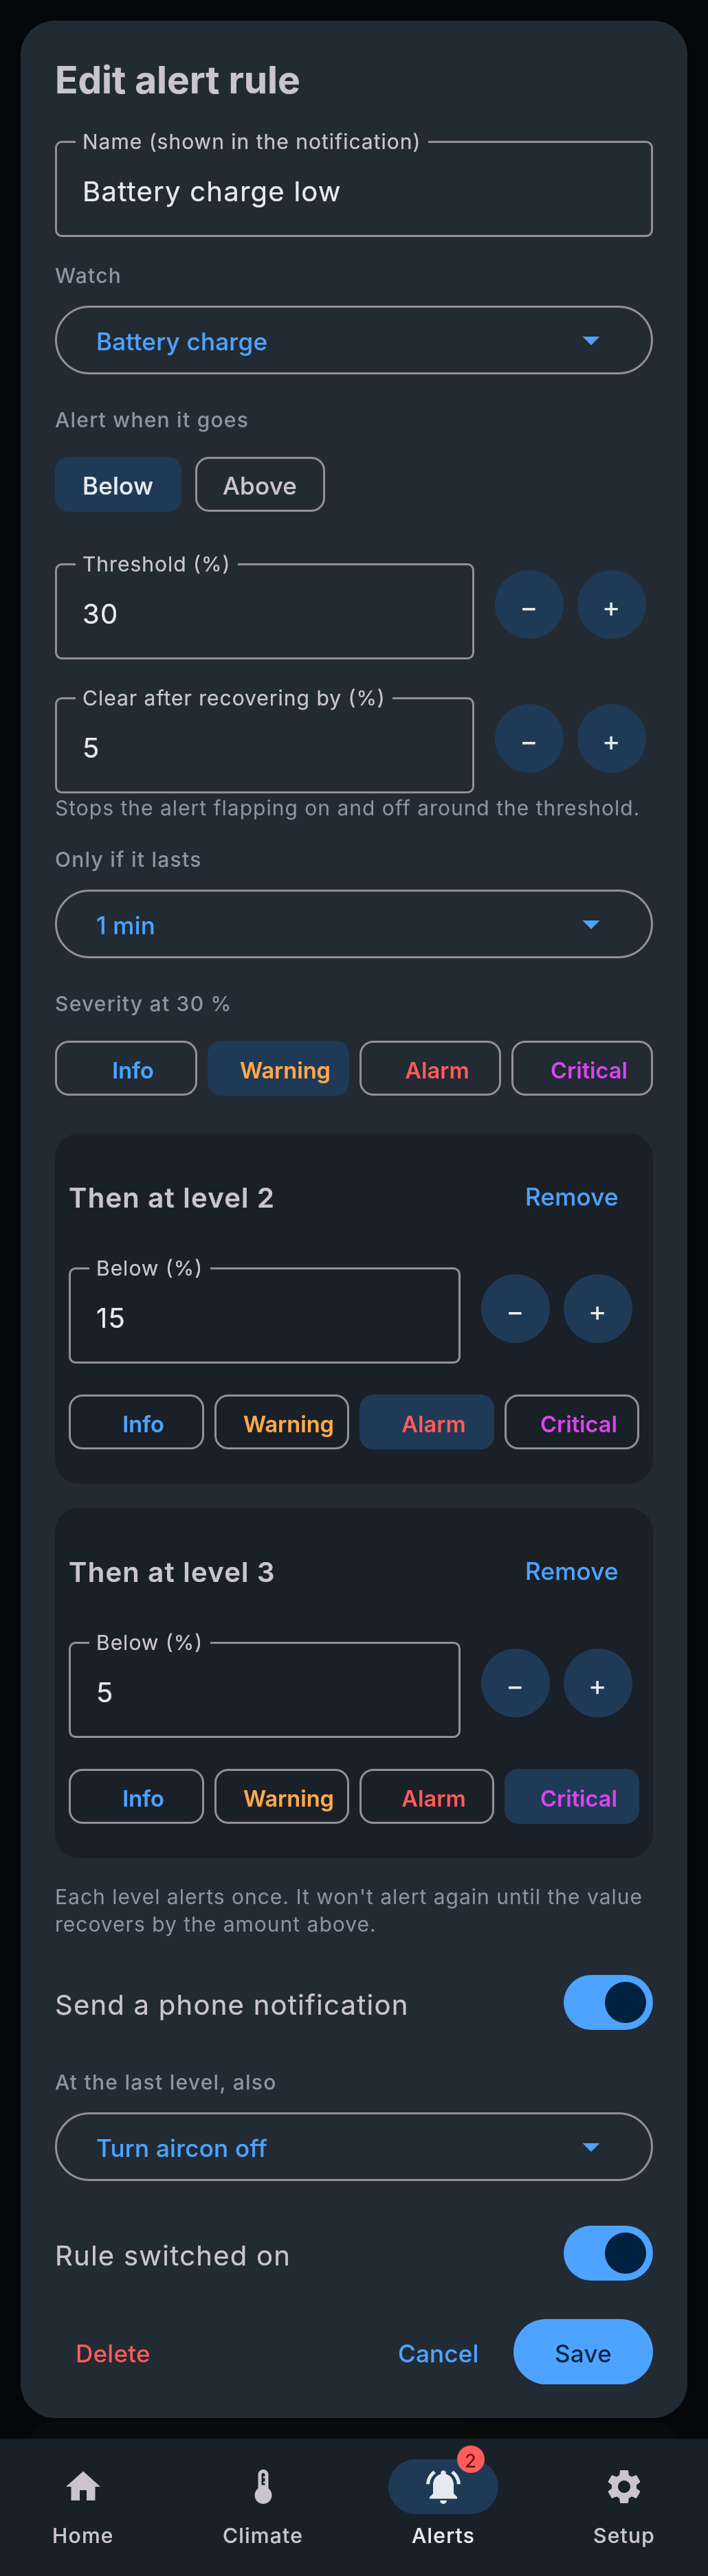 Edit alert rule
Name (shown in the notification)
Battery charge low
Watch
Battery charge
Alert when it goes
Below Above
Threshold (%)
30 − +
Clear after recovering by (%)
5 − +
Stops the alert flapping on and off around the threshold.
Only if it lasts
1 min
Severity at 30 %
Info Warning Alarm Critical
Then at level 2 Remove
Below (%)
15 − +
Info Warning Alarm Critical
Then at level 3 Remove
Below (%)
5 − +
Info Warning Alarm Critical
Each level alerts once. It won't alert again until the value
recovers by the amount above.
Send a phone notification
At the last level, also
Turn aircon off
Rule switched on
Delete Cancel Save
2
Home Climate Alerts Setup